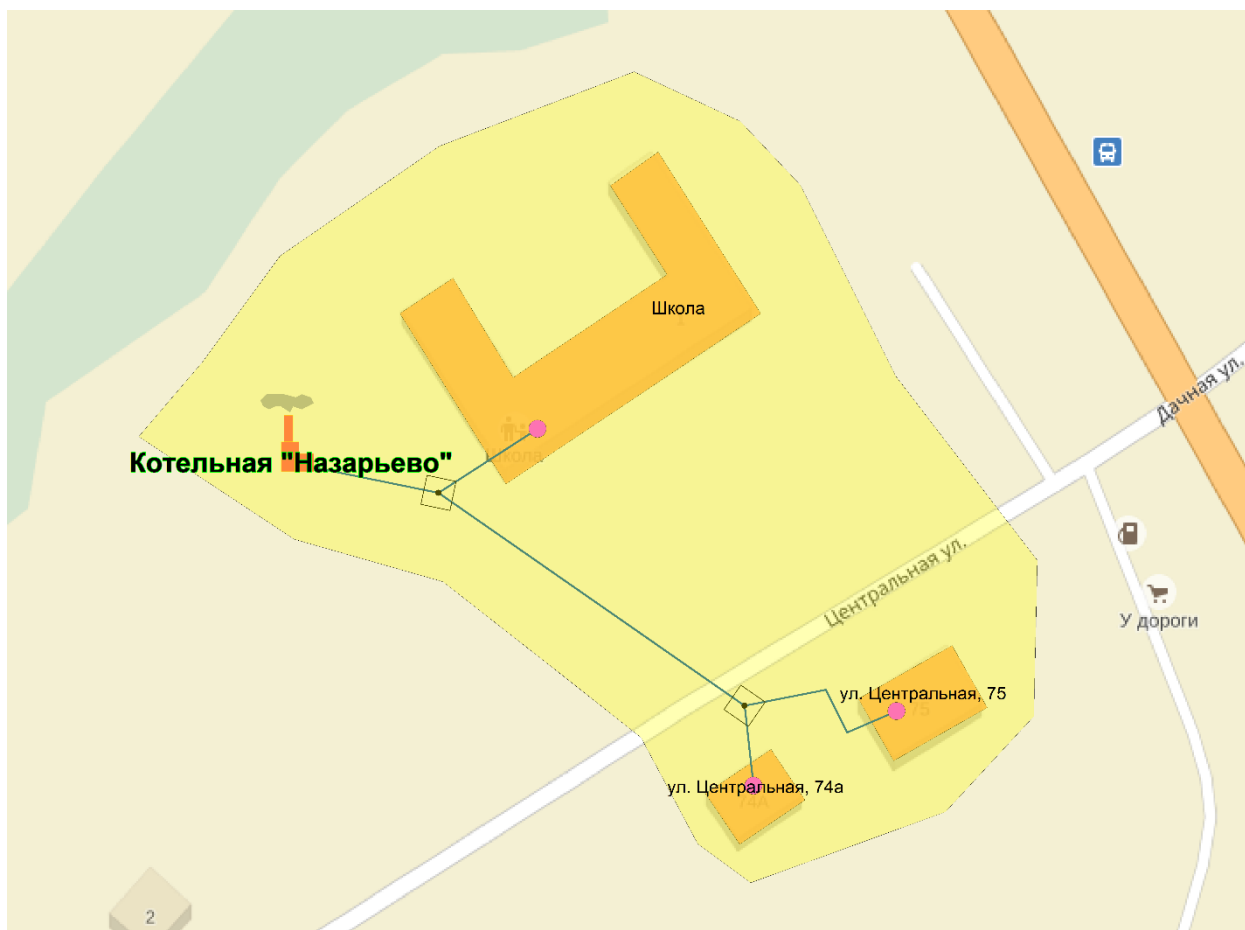 Школа
Дачная ул.
школа
Котельная "Назарьево"
Центральная ул.
У дороги
ул. Центральная, 75
75
ул. Центральная, 74а
74А
2